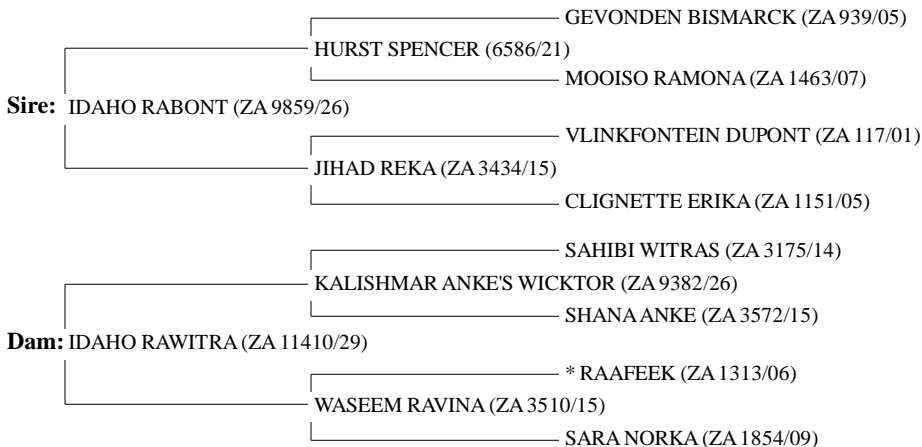 GEVONDEN BISMARCK (ZA 939/05)
HURST SPENCER (6586/21)
MOOISO RAMONA (ZA 1463/07)
Sire: IDAHO RABONT (ZA 9859/26)
VLINKFONTEIN DUPONT (ZA 117/01)
JIHAD REKA (ZA 3434/15)
CLIGNETTE ERIKA (ZA 1151/05)
SAHIBI WITRAS (ZA 3175/14)
KALISHMAR ANKE'S WICKTOR (ZA 9382/26)
SHANA ANKE (ZA 3572/15)
Dam: IDAHO RAWITRA (ZA 11410/29)
* RAAFEEK (ZA 1313/06)
WASEEM RAVINA (ZA 3510/15)
SARA NORKA (ZA 1854/09)